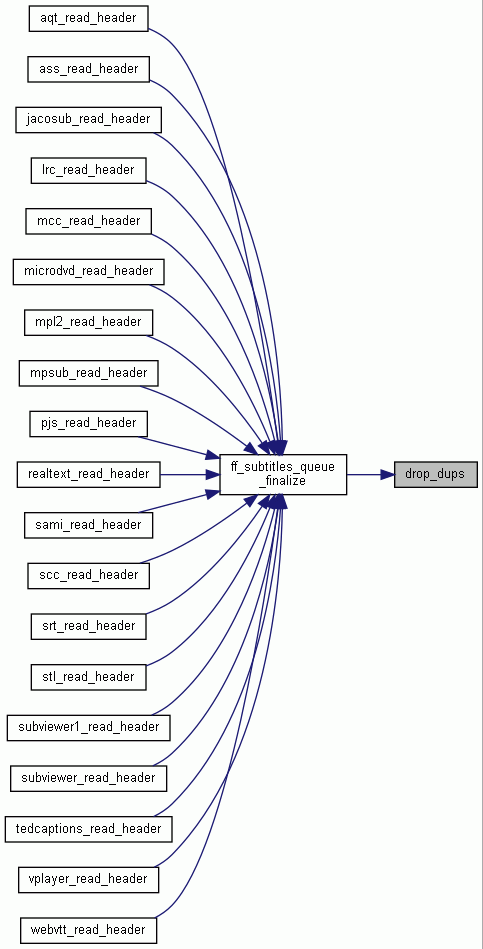 aqt_read_header
ass_read_header
jacosub_read_header
lrc_read_header
mcc_read_header
microdvd_read_header
mpl2_read_header
mpsub_read_header
pjs_read_header
realtext_read_header
sami_read_header
scc_read_header
srt_read_header
stl_read_header
subviewer1_read_header
subviewer_read_header
tedcaptions_read_header
vplayer_read_header
webvtt_read_header
ff_subtitles_queue
_finalize
drop_dups